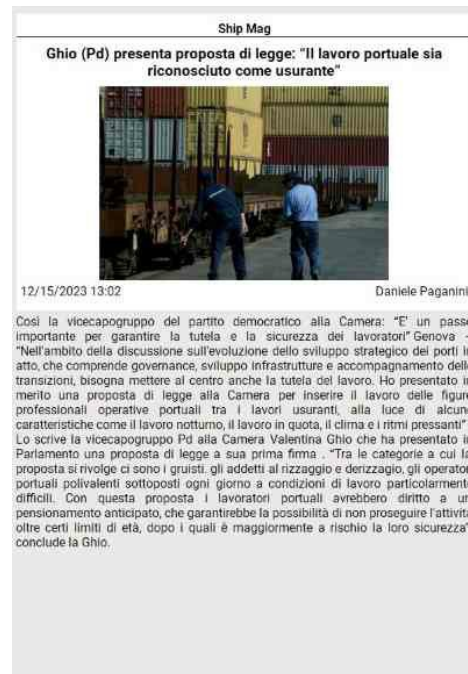 Ship Mag
Ghio (Pd) presenta proposta di legge: “Il lavoro portuale sia
riconosciuto come usurante”
12/15/2023 13:02
Daniele Paganini
Così la vicecapogruppo del partito democratico alla Camera: “E' un passo
importante per garantire la tutela e la sicurezza dei lavoratori” Genova -
“Nell'ambito della discussione sull'evoluzione dello sviluppo strategico dei porti in
atto, che comprende governance, sviluppo infrastrutture e accompagnamento delle
transizioni, bisogna mettere al centro anche la tutela del lavoro. Ho presentato in
merito una proposta di legge alla Camera per inserire il lavoro delle figure
professionali operative portuali tra i lavori usuranti, alla luce di alcune
caratteristiche come il lavoro notturno, il lavoro in quota, il clima e i ritmi pressanti”.
Lo scrive la vicecapogruppo Pd alla Camera Valentina Ghio che ha presentato in
Parlamento una proposta di legge a sua prima firma . “Tra le categorie a cui la
proposta si rivolge ci sono i gruisti. gli addetti al rizzaggio e derizzagio, gli operatori
portuali polivalenti sottoposti ogni giorno a condizioni di lavoro particolarmente
difficili. Con questa proposta i lavoratori portuali avrebbero diritto a un
pensionamento anticipato, che garantirebbe la possibilità di non proseguire l'attività
oltre certi limiti di età, dopo i quali è maggiormente a rischio la loro sicurezza”
conclude la Ghio.